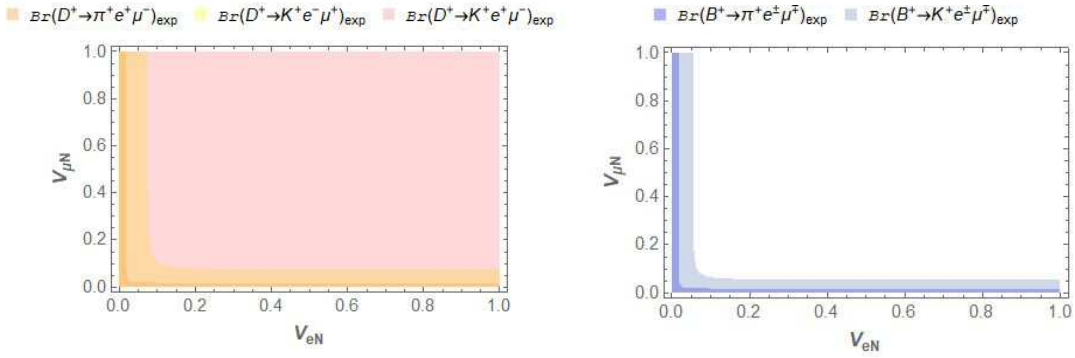 Br(D⁺→π⁺e⁺μ⁻)exp Br(D⁺→K⁺e⁻μ⁺)exp Br(D⁺→K⁺e⁺μ⁻)exp
1.0
0.8
0.6
0.4
0.2
0.0
VμN
0.0 0.2 0.4 0.6 0.8 1.0
VeN
Br(B⁺→π⁺e±μ∓)exp Br(B⁺→K⁺e±μ∓)exp
1.0
0.8
0.6
0.4
0.2
0.0
VμN
0.0 0.2 0.4 0.6 0.8 1.0
VeN